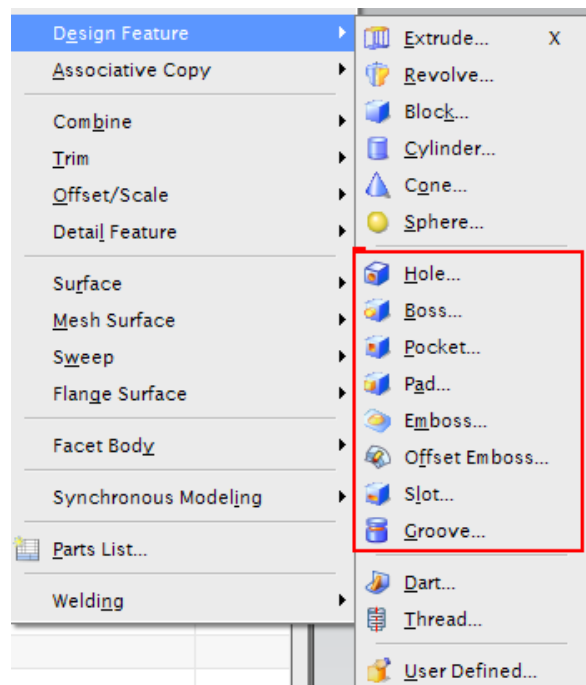 Design Feature
Associative Copy
Combine
Trim
Offset/Scale
Detail Feature
Surface
Mesh Surface
Sweep
Flange Surface
Facet Body
Synchronous Modeling
Parts List...
Welding
Extrude... X
Revolve...
Block...
Cylinder...
Cone...
Sphere...
Hole...
Boss...
Pocket...
Pad...
Emboss...
Offset Emboss...
Slot...
Groove...
Dart...
Thread...
User Defined...